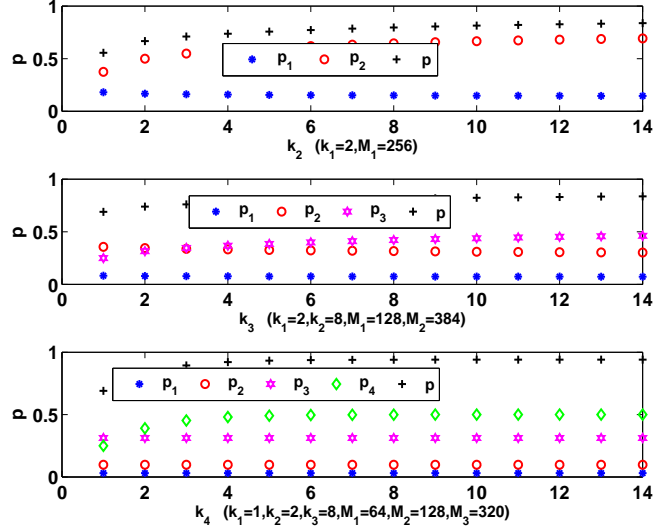 1
0.5
0
p
p1 p2 p
0 2 4 6 8 10 12 14
k2 (k1=2,M1=256)
1
0.5
0
p
p1 p2 p3 p
0 2 4 6 8 10 12 14
k3 (k1=2,k2=8,M1=128,M2=384)
1
0.5
0
p
p1 p2 p3 p4 p
0 2 4 6 8 10 12 14
k4 (k1=1,k2=2,k3=8,M1=64,M2=128,M3=320)